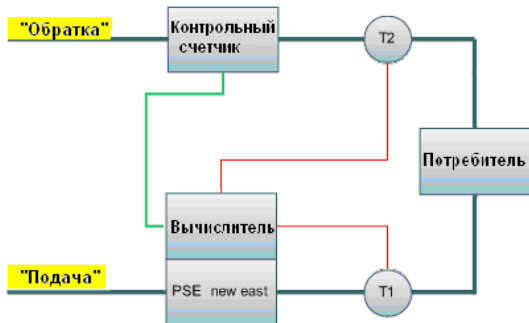 "Обратка"
Контрольный
счетчик
T2
Потребитель
Вычислитель
"Подача"
PSE new east
T1